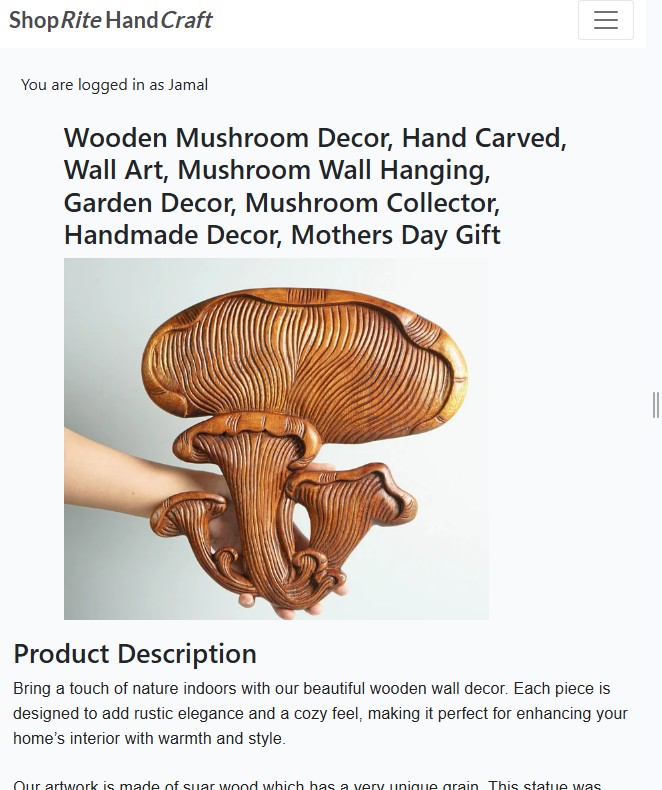 ShopRite HandCraft
You are logged in as Jamal
Wooden Mushroom Decor, Hand Carved,
Wall Art, Mushroom Wall Hanging,
Garden Decor, Mushroom Collector,
Handmade Decor, Mothers Day Gift
Product Description
Bring a touch of nature indoors with our beautiful wooden wall decor. Each piece is
designed to add rustic elegance and a cozy feel, making it perfect for enhancing your
home’s interior with warmth and style.
Our artwork is made of suar wood which has a very unique grain. This statue was